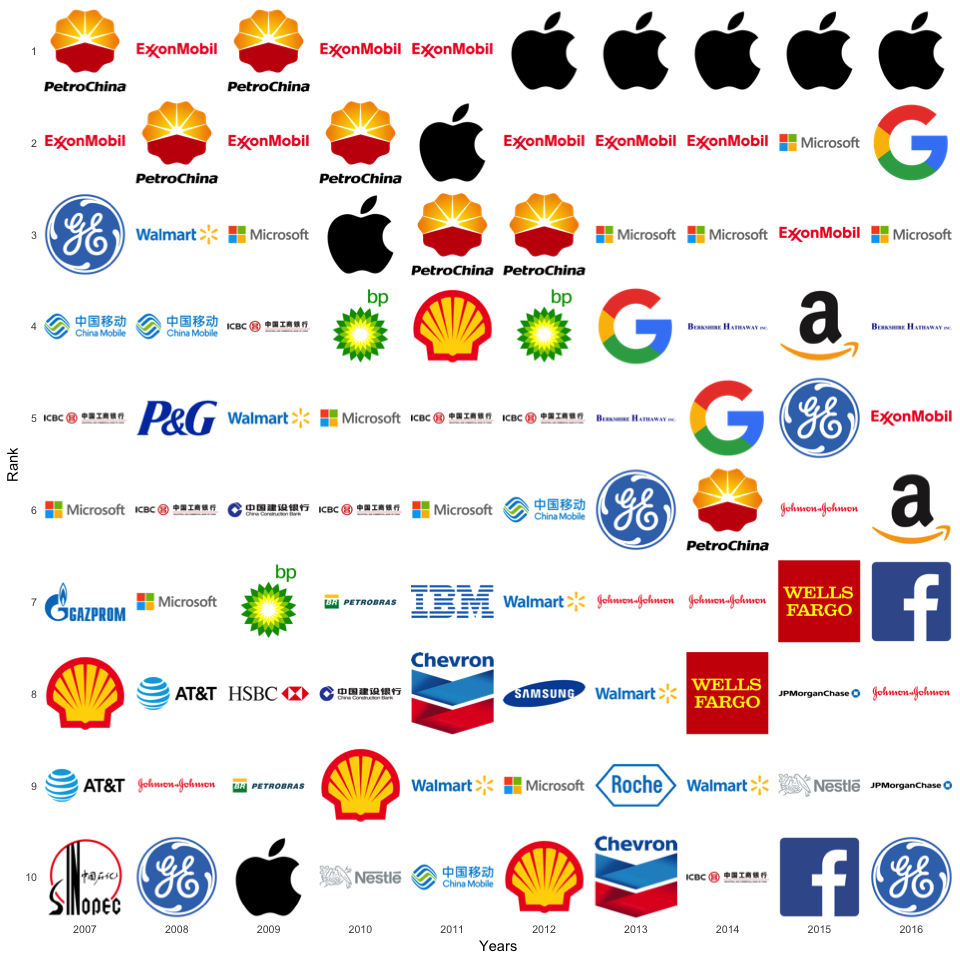 1
ExxonMobil
ExxonMobil
ExxonMobil
PetroChina
PetroChina
2
ExxonMobil
ExxonMobil
ExxonMobil
ExxonMobil
ExxonMobil
Microsoft
G
PetroChina
PetroChina
3
GE
Walmart
Microsoft
Microsoft
Microsoft
ExxonMobil
Microsoft
PetroChina
PetroChina
4
中国移动
China Mobile
中国移动
China Mobile
ICBC 中国工商银行
bp
bp
G
BERKSHIRE HATHAWAY INC.
a
BERKSHIRE HATHAWAY INC.
5
ICBC 中国工商银行
P&G
Walmart
Microsoft
ICBC 中国工商银行
ICBC 中国工商银行
BERKSHIRE HATHAWAY INC.
G
GE
ExxonMobil
Rank
6
Microsoft
ICBC 中国工商银行
中国建设银行
China Construction Bank
ICBC 中国工商银行
Microsoft
中国移动
China Mobile
GE
PetroChina
Johnson&Johnson
a
7
GAZPROM
Microsoft
bp
BR PETROBRAS
IBM
Walmart
Johnson&Johnson
Johnson&Johnson
WELLS
FARGO
f
8
AT&T
HSBC
中国建设银行
China Construction Bank
Chevron
SAMSUNG
Walmart
WELLS
FARGO
JPMorganChase
Johnson&Johnson
9
AT&T
Johnson&Johnson
BR PETROBRAS
Walmart
Microsoft
Roche
Walmart
Nestlé
JPMorganChase
10
中国石化
SINOPEC
GE
Nestlé
中国移动
China Mobile
Chevron
ICBC 中国工商银行
f
GE
2007 2008 2009 2010 2011 2012 2013 2014 2015 2016
Years